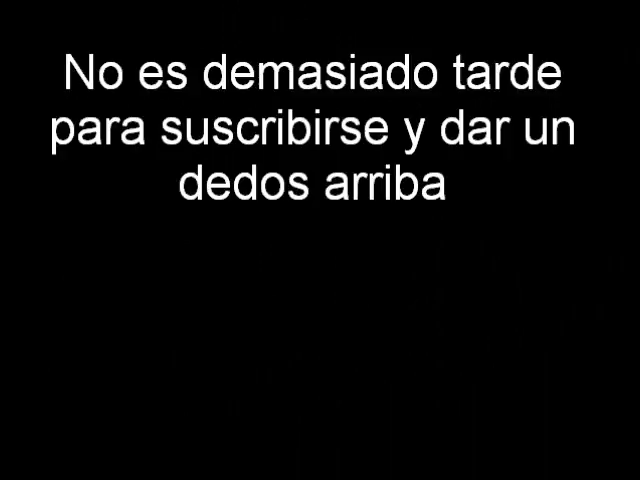 No es demasiado tarde
para suscribirse y dar un
dedos arriba